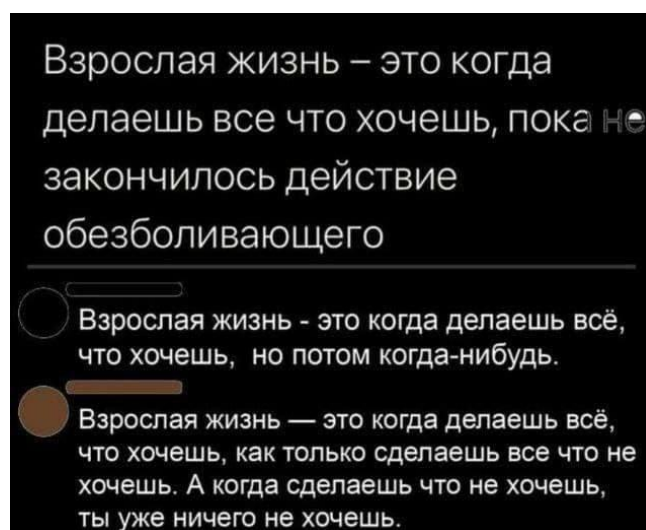 Взрослая жизнь – это когда
делаешь все что хочешь, пока не
закончилось действие
обезболивающего
Взрослая жизнь - это когда делаешь всё,
что хочешь, но потом когда-нибудь.
Взрослая жизнь — это когда делаешь всё,
что хочешь, как только сделаешь все что не
хочешь. А когда сделаешь что не хочешь,
ты уже ничего не хочешь.